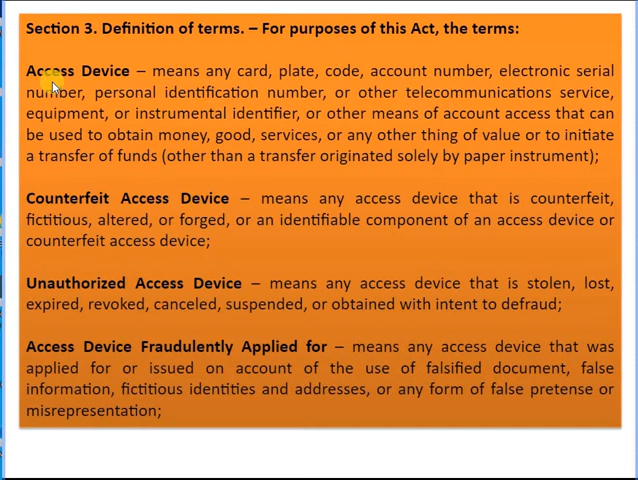 Section 3. Definition of terms. – For purposes of this Act, the terms:
Access Device – means any card, plate, code, account number, electronic serial
number, personal identification number, or other telecommunications service,
equipment, or instrumental identifier, or other means of account access that can
be used to obtain money, good, services, or any other thing of value or to initiate
a transfer of funds (other than a transfer originated solely by paper instrument);
Counterfeit Access Device – means any access device that is counterfeit,
fictitious, altered, or forged, or an identifiable component of an access device or
counterfeit access device;
Unauthorized Access Device – means any access device that is stolen, lost,
expired, revoked, canceled, suspended, or obtained with intent to defraud;
Access Device Fraudulently Applied for – means any access device that was
applied for or issued on account of the use of falsified document, false
information, fictitious identities and addresses, or any form of false pretense or
misrepresentation;